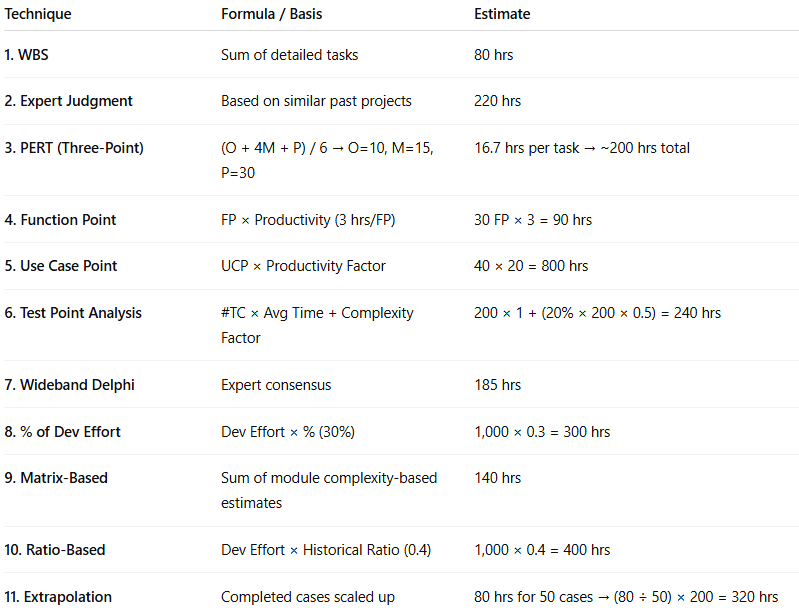 Technique Formula / Basis Estimate
1. WBS Sum of detailed tasks 80 hrs
2. Expert Judgment Based on similar past projects 220 hrs
3. PERT (Three-Point) (O + 4M + P) / 6 → O=10, M=15, 16.7 hrs per task → ~200 hrs total
P=30
4. Function Point FP × Productivity (3 hrs/FP) 30 FP × 3 = 90 hrs
5. Use Case Point UCP × Productivity Factor 40 × 20 = 800 hrs
6. Test Point Analysis #TC × Avg Time + Complexity 200 × 1 + (20% × 200 × 0.5) = 240 hrs
Factor
7. Wideband Delphi Expert consensus 185 hrs
8. % of Dev Effort Dev Effort × % (30%) 1,000 × 0.3 = 300 hrs
9. Matrix-Based Sum of module complexity-based 140 hrs
estimates
10. Ratio-Based Dev Effort × Historical Ratio (0.4) 1,000 × 0.4 = 400 hrs
11. Extrapolation Completed cases scaled up 80 hrs for 50 cases → (80 ÷ 50) × 200 = 320 hrs